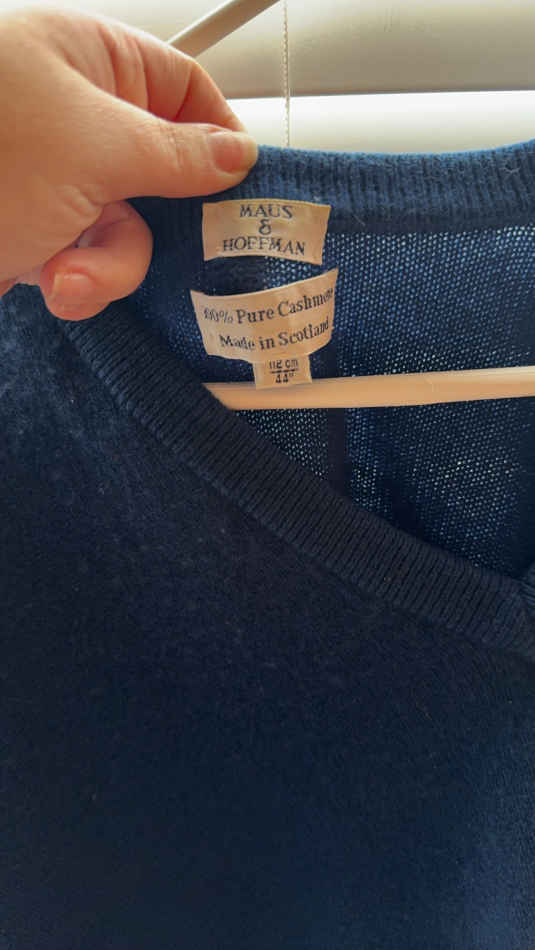 MAUS
&
HOFFMAN
100% Pure Cashmere
Made in Scotland
112 cm
44"